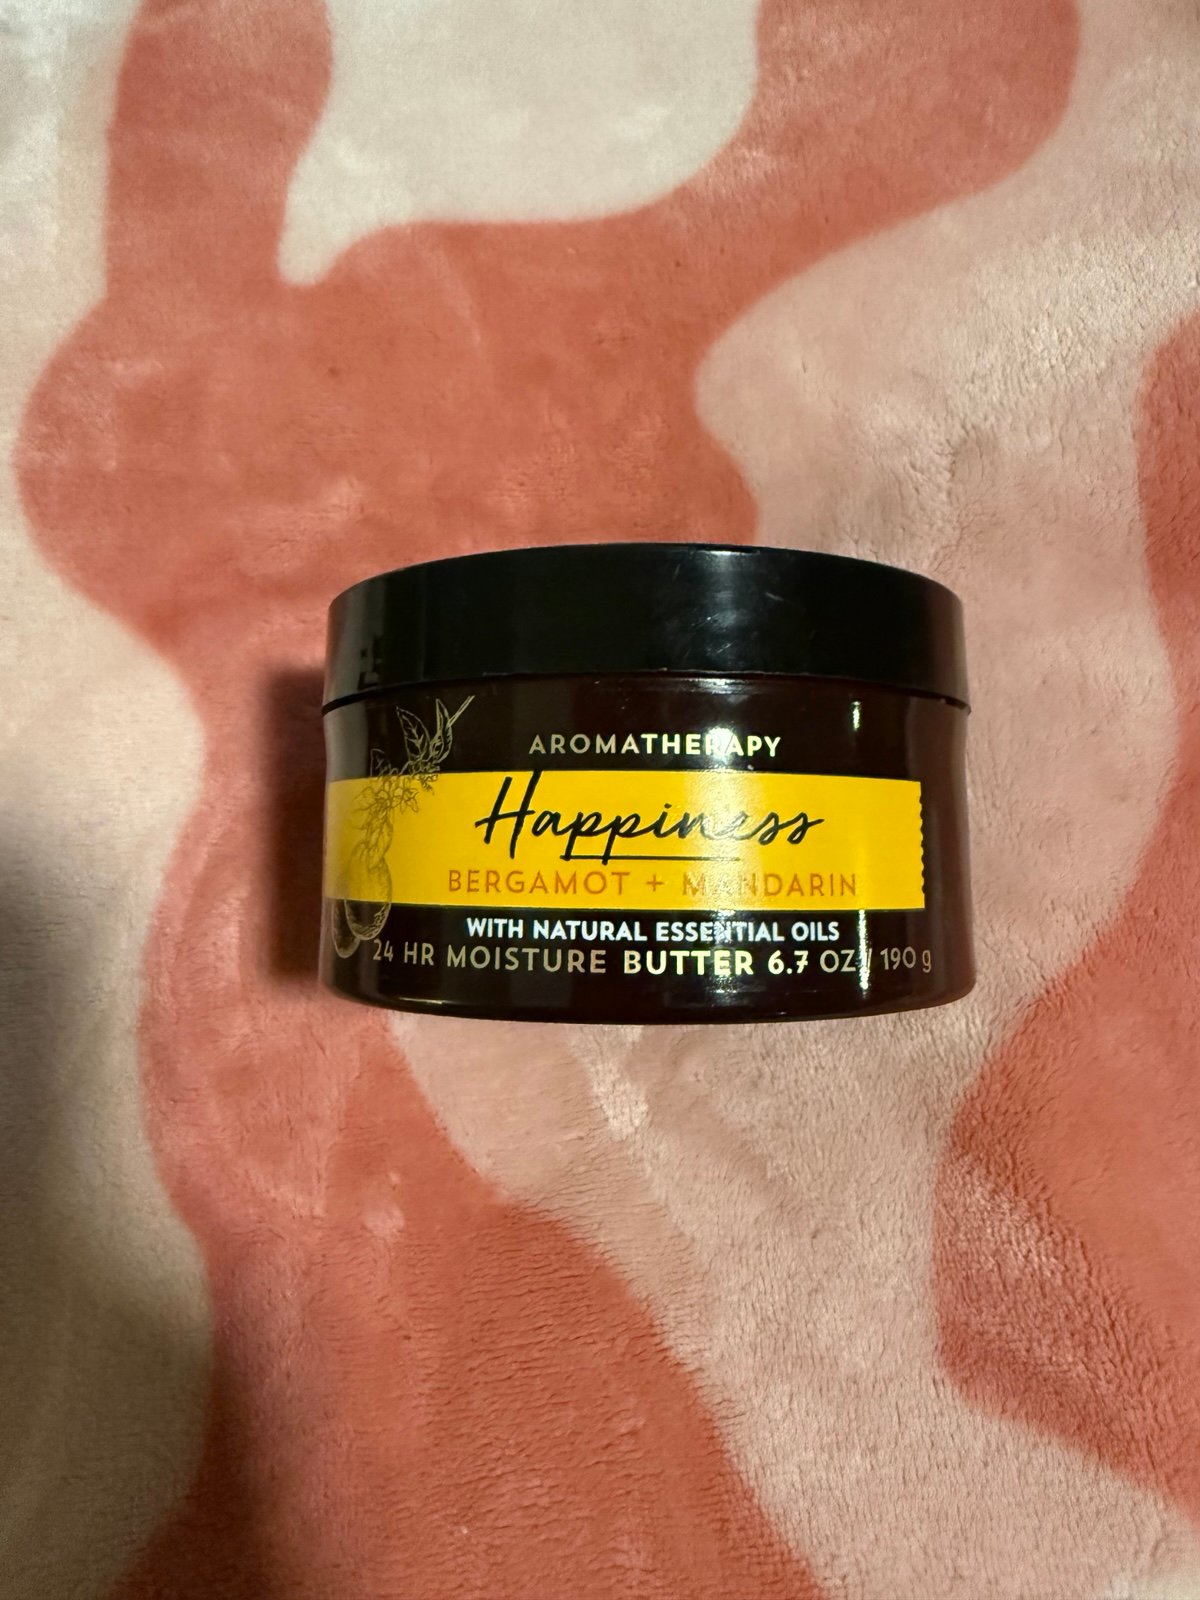 AROMATHERAPY
Happiness
BERGAMOT + MANDARIN
WITH NATURAL ESSENTIAL OILS
24 HR MOISTURE BUTTER 6.7 OZ / 190 g